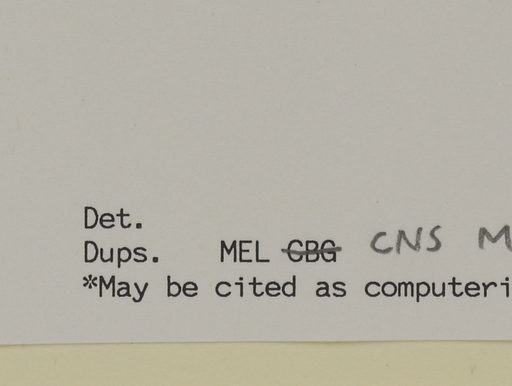 Det.
Dups. MEL CBG CNS M
*May be cited as computeri